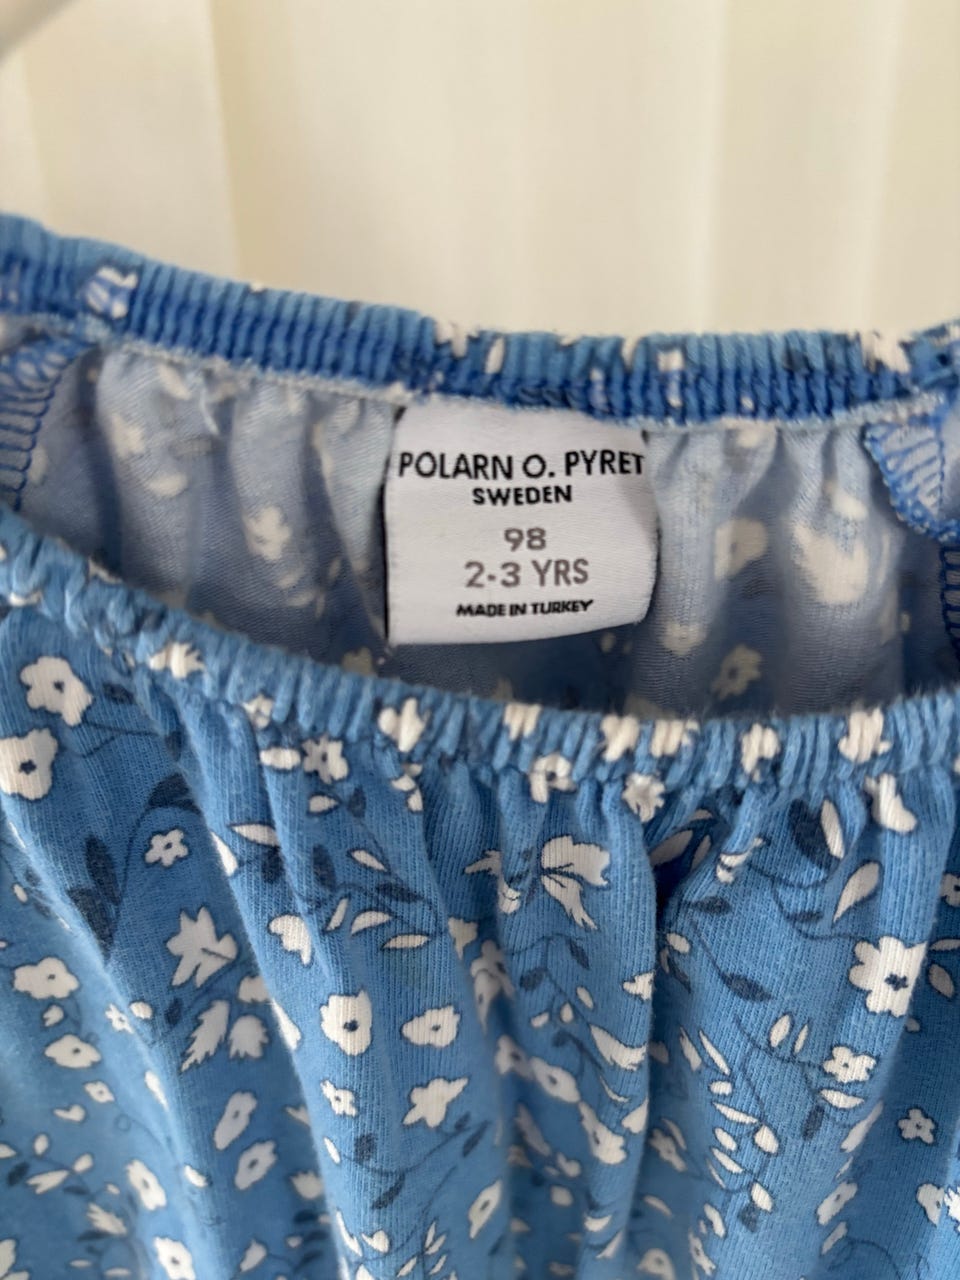 POLARN O. PYRET
SWEDEN
98
2-3 YRS
MADE IN TURKEY